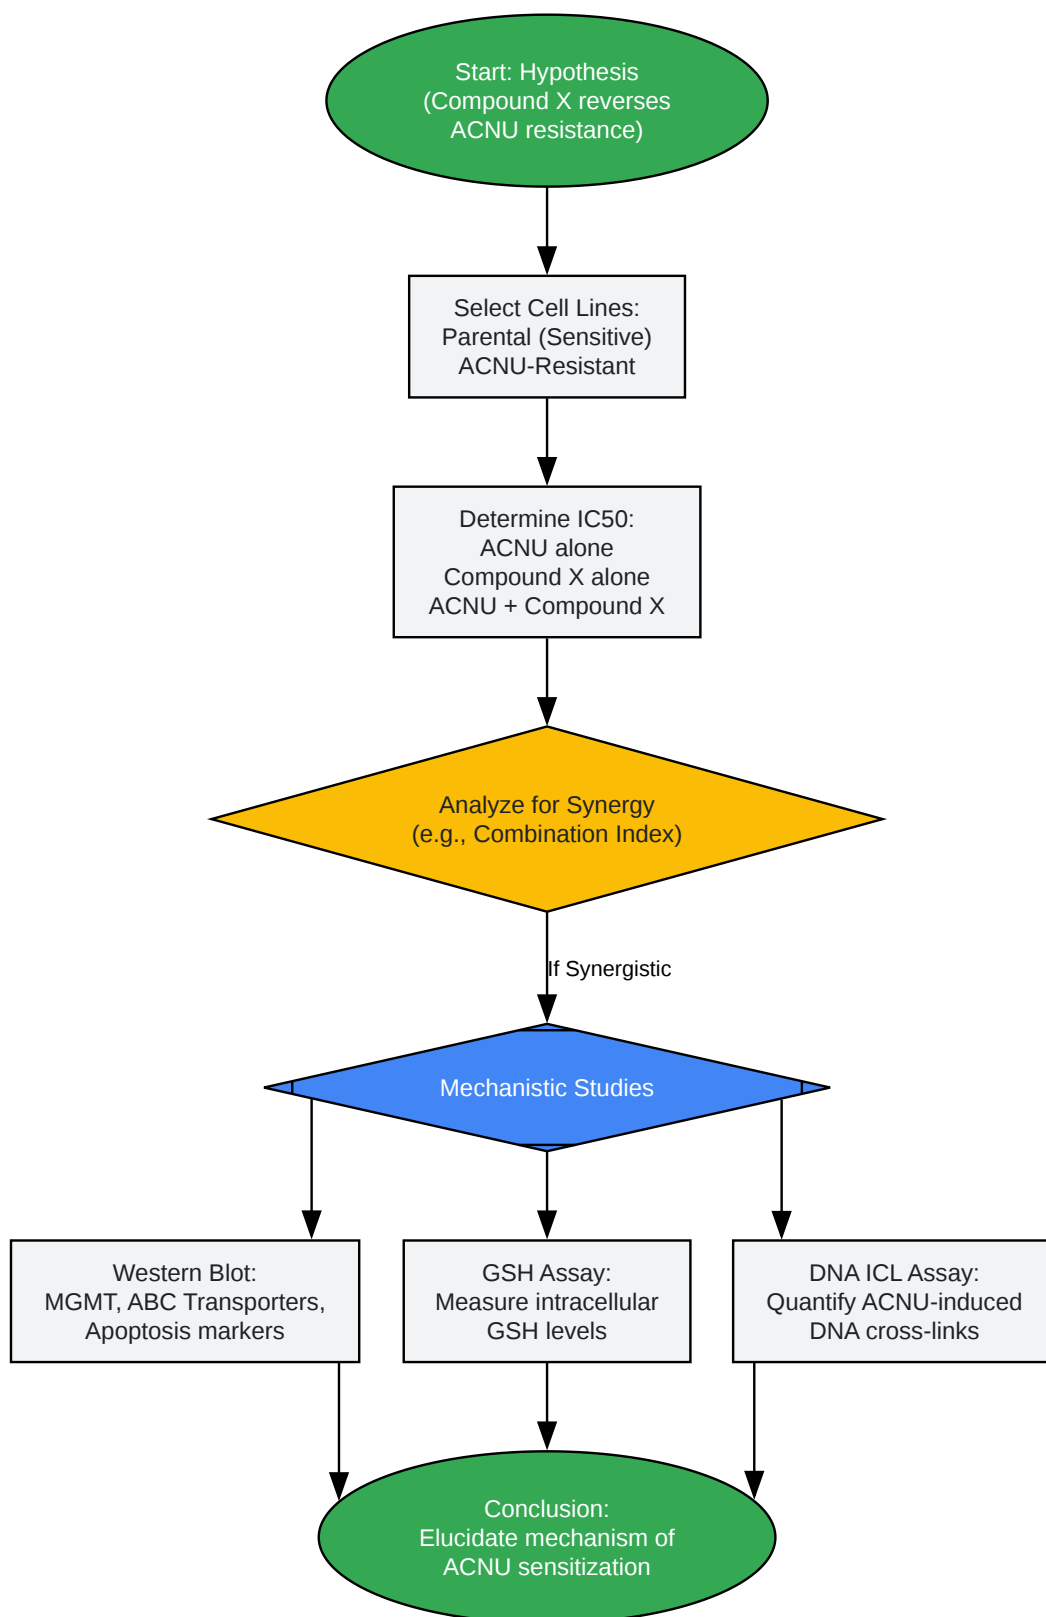 Start: Hypothesis
(Compound X reverses
ACNU resistance)
Select Cell Lines:
Parental (Sensitive)
ACNU-Resistant
Determine IC50:
ACNU alone
Compound X alone
ACNU + Compound X
Analyze for Synergy
(e.g., Combination Index)
If Synergistic
Mechanistic Studies
Western Blot:
MGMT, ABC Transporters,
Apoptosis markers
GSH Assay:
Measure intracellular
GSH levels
DNA ICL Assay:
Quantify ACNU-induced
DNA cross-links
Conclusion:
Elucidate mechanism of
ACNU sensitization